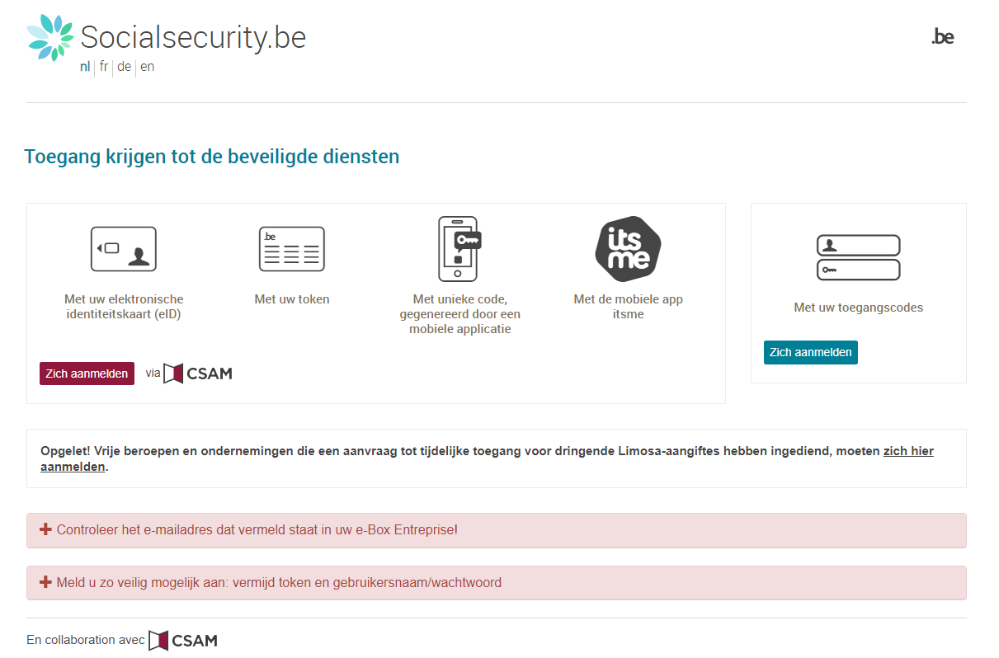 Socialsecurity.be
.be
nl | fr | de | en
Toegang krijgen tot de beveiligde diensten
.be
its
me
Met uw elektronische
identiteitskaart (eID)
Met uw token
Met unieke code,
gegenereerd door een
mobiele applicatie
Met de mobiele app
itsme
Met uw toegangscodes
Zich aanmelden
Zich aanmelden via CSAM
Opgelet! Vrije beroepen en ondernemingen die een aanvraag tot tijdelijke toegang voor dringende Limosa-aangiftes hebben ingediend, moeten zich hier
aanmelden.
Controleer het e-mailadres dat vermeld staat in uw e-Box Entreprise!
Meld u zo veilig mogelijk aan: vermijd token en gebruikersnaam/wachtwoord
En collaboration avec CSAM